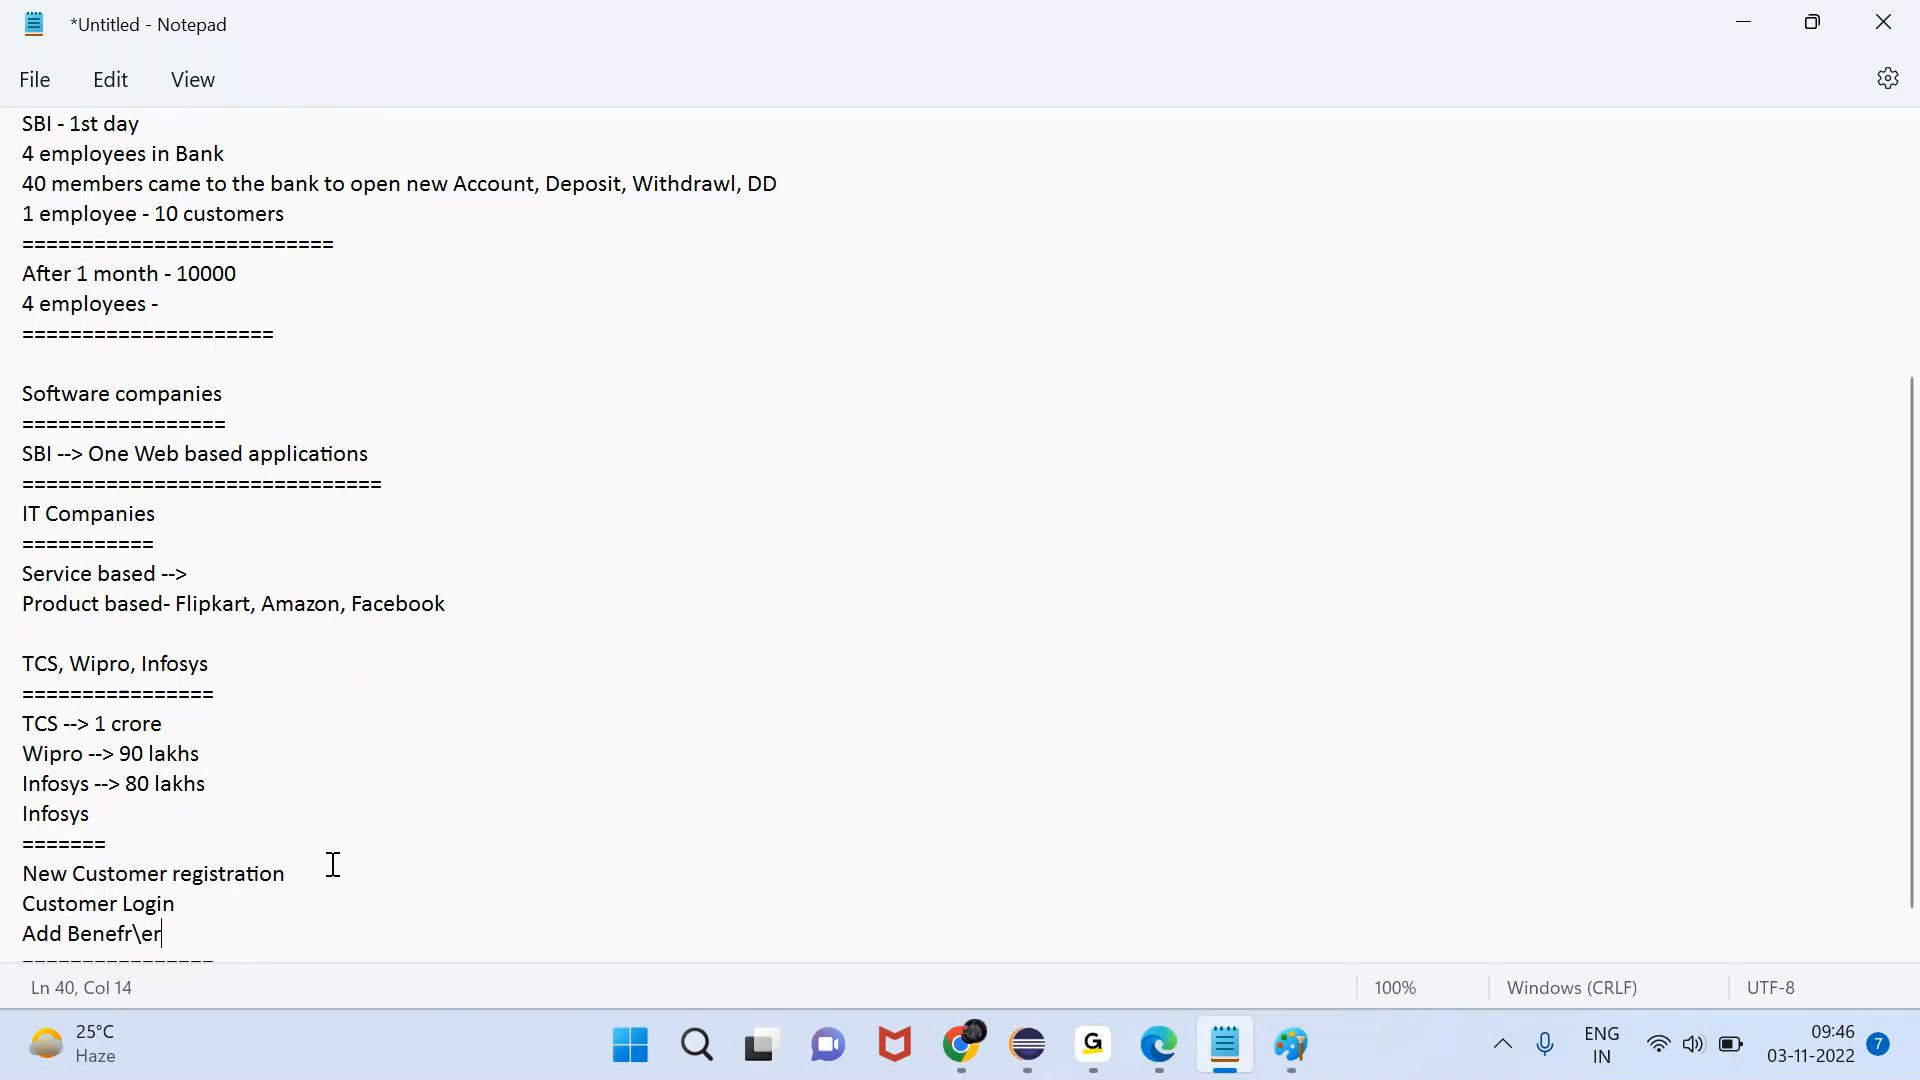 *Untitled - Notepad
File Edit View
SBI - 1st day
4 employees in Bank
40 members came to the bank to open new Account, Deposit, Withdrawl, DD
1 employee - 10 customers
==========================
After 1 month - 10000
4 employees -
=====================
Software companies
=================
SBI --> One Web based applications
==============================
IT Companies
===========
Service based -->
Product based- Flipkart, Amazon, Facebook
TCS, Wipro, Infosys
================
TCS --> 1 crore
Wipro --> 90 lakhs
Infosys --> 80 lakhs
Infosys
=======
New Customer registration
Customer Login
Add Benefr\er
================
Ln 40, Col 14 100% Windows (CRLF) UTF-8
25°C
Haze
G
ENG
IN
09:46
03-11-2022
7